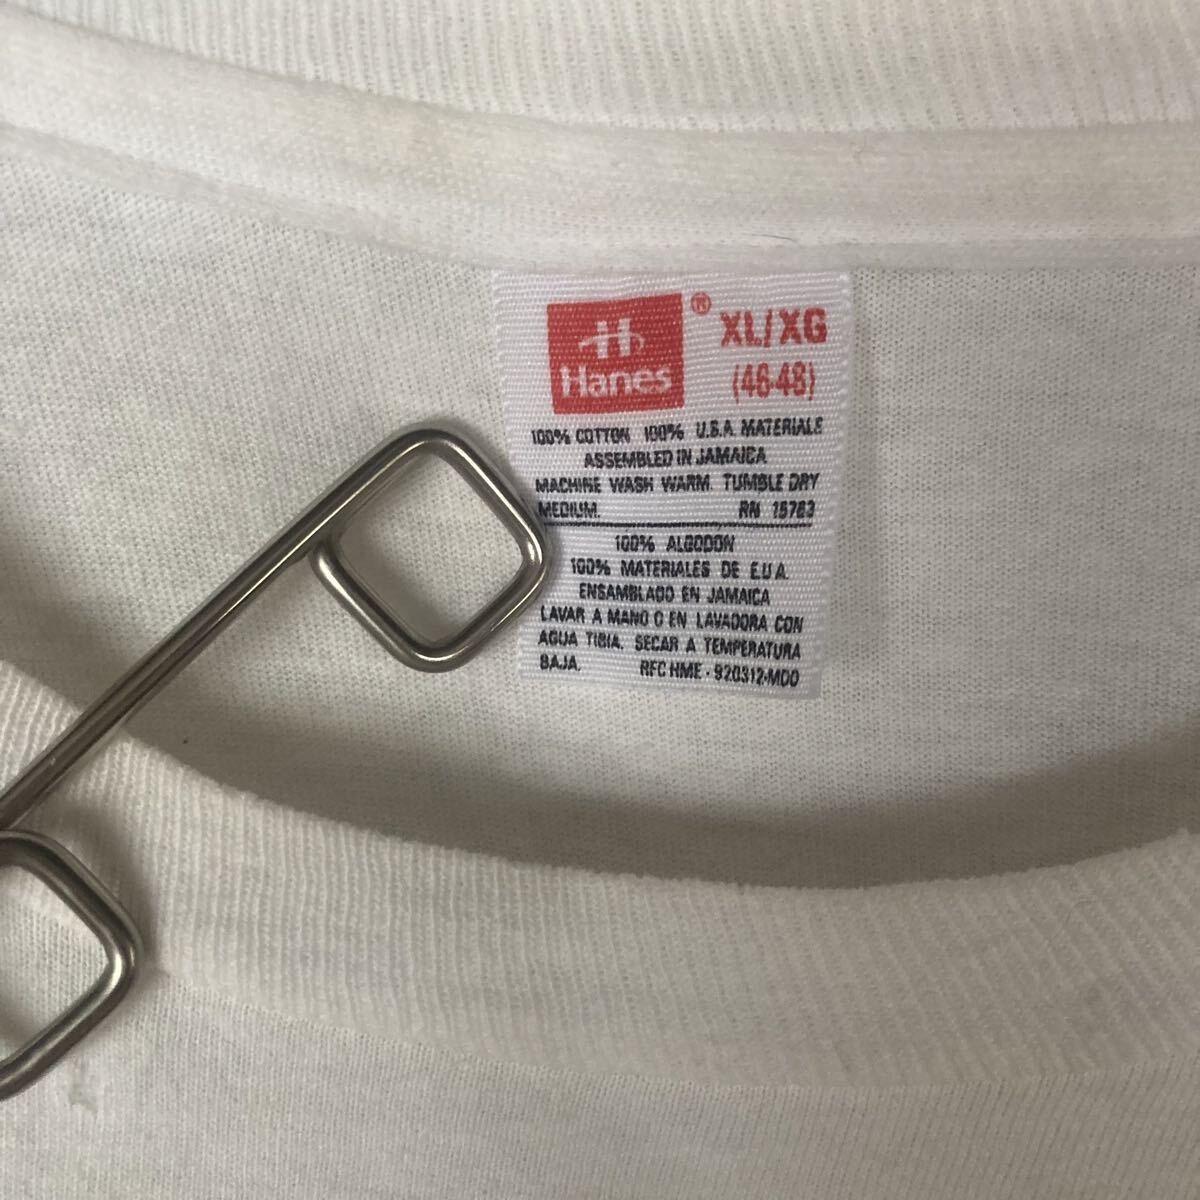 H
Hanes ®
XL/XG
(46-48)
100% COTTON 100% U.S.A. MATERIALS
ASSEMBLED IN JAMAICA
MACHINE WASH WARM. TUMBLE DRY
MEDIUM. RN 15763
100% ALGODON
100% MATERIALES DE E.U.A.
ENSAMBLADO EN JAMAICA
LAVAR A MANO O EN LAVADORA CON
AGUA TIBIA. SECAR A TEMPERATURA
BAJA. RFC HME-920312-MD0